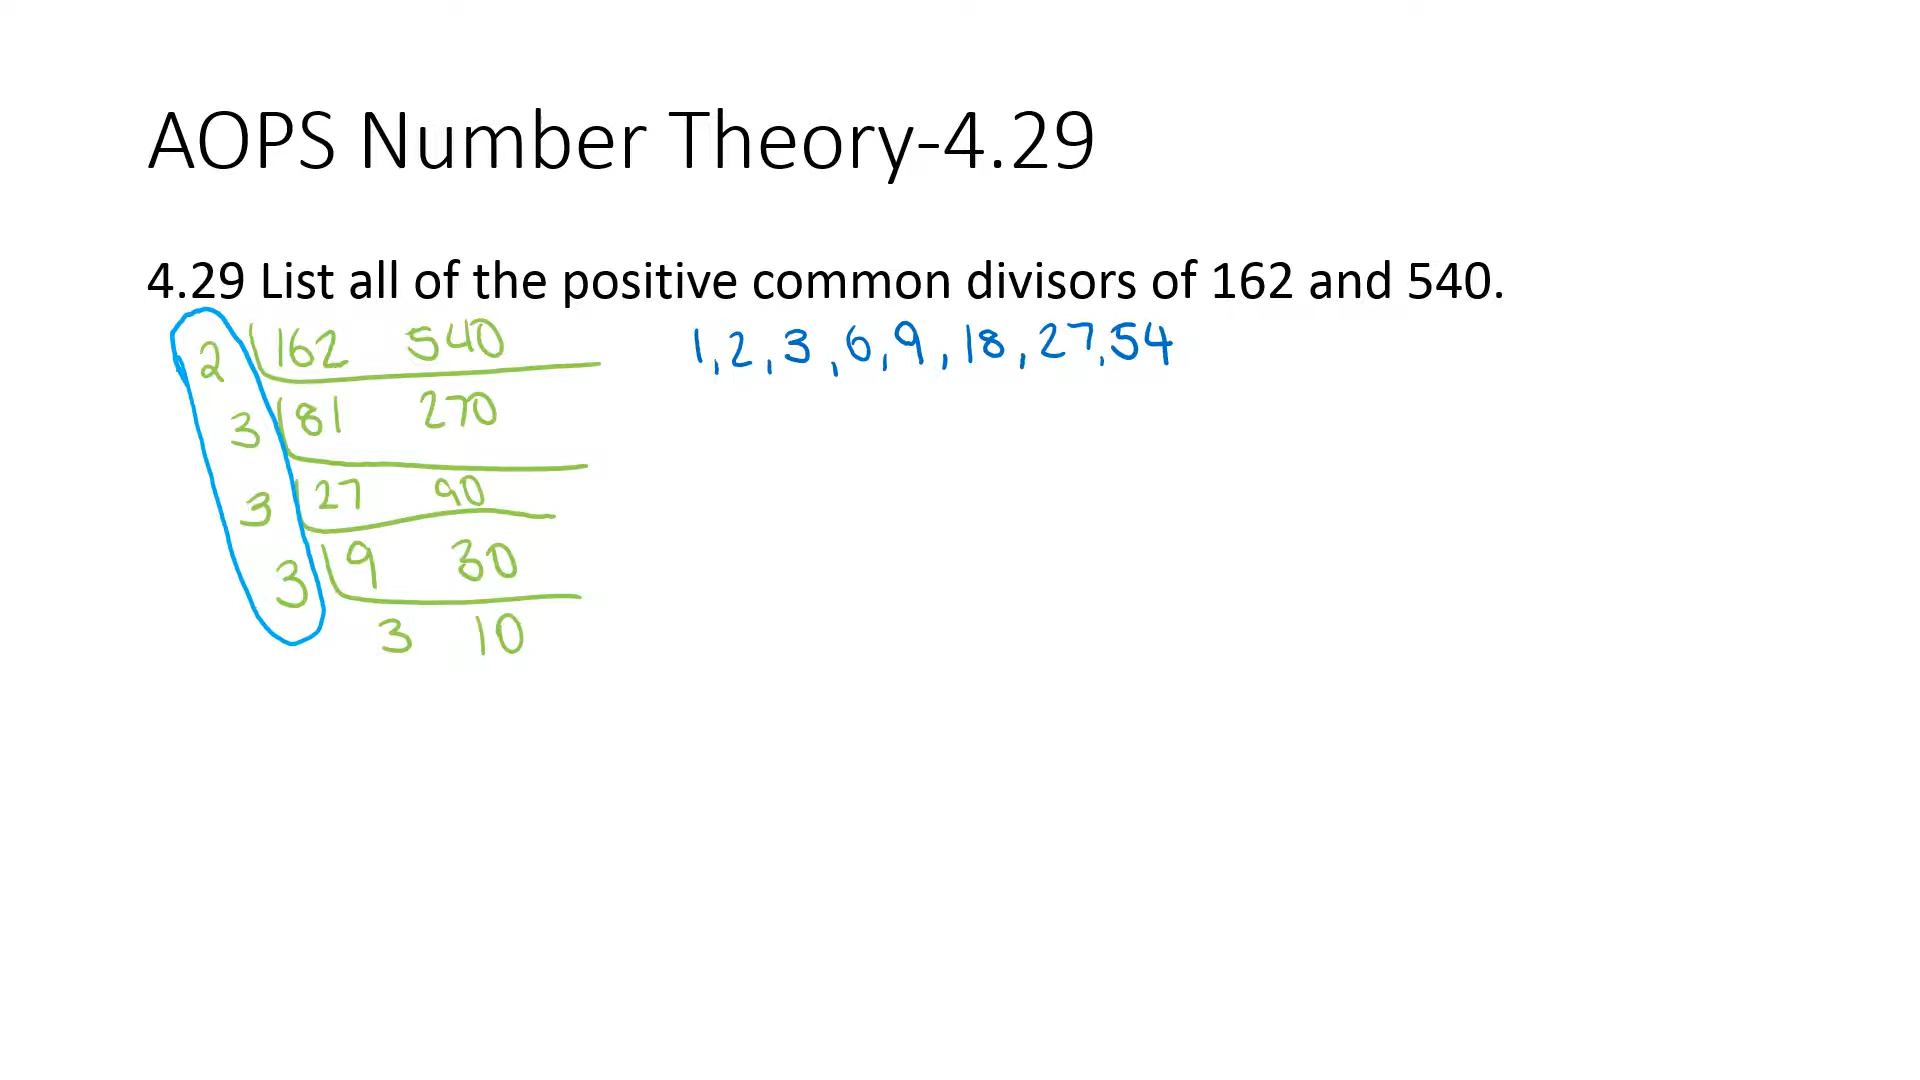 AOPS Number Theory-4.29
4.29 List all of the positive common divisors of 162 and 540.
2 162 540
1, 2, 3, 6, 9, 18, 27, 54
3 81 270
3 27 90
3 9 30
3 10